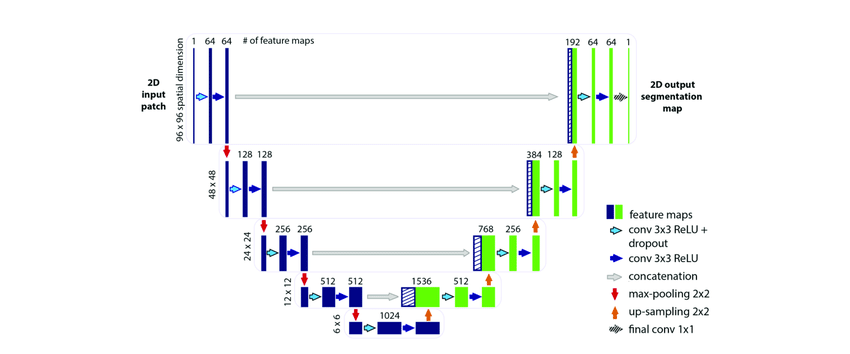 1 64 64 # of feature maps
192 64 64 1
2D
input
patch
96 x 96 spatial dimension
2D output
segmentation
map
128 128
384 128
48 x 48
256 256
768 256
24 x 24
512 512
1536 512
12 x 12
1024
6 x 6
feature maps
conv 3x3 ReLU +
dropout
conv 3x3 ReLU
concatenation
max-pooling 2x2
up-sampling 2x2
final conv 1x1